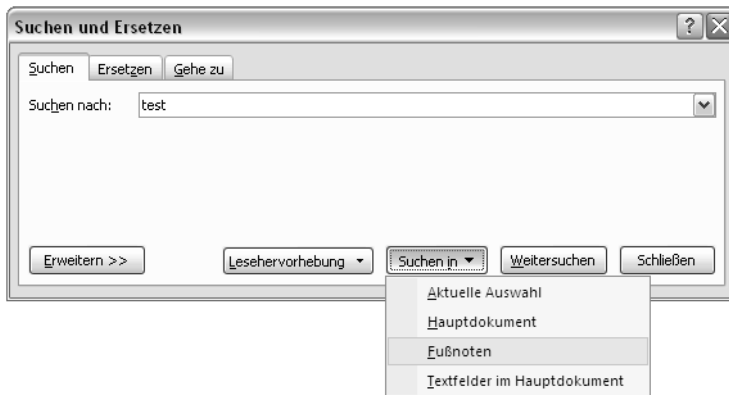 Suchen und Ersetzen
Suchen Ersetzen Gehe zu
Suchen nach: test
Erweitern >> Lesehervorhebung Suchen in Weitersuchen Schließen
Aktuelle Auswahl
Hauptdokument
Fußnoten
Textfelder im Hauptdokument